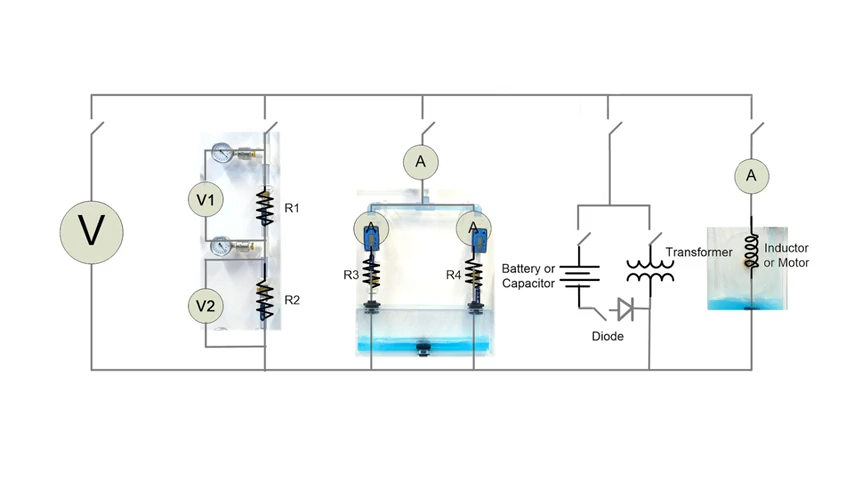 V
V1
R1
V2
R2
A
A
A
R3
R4
Battery or
Capacitor
Transformer
Diode
A
Inductor
or Motor